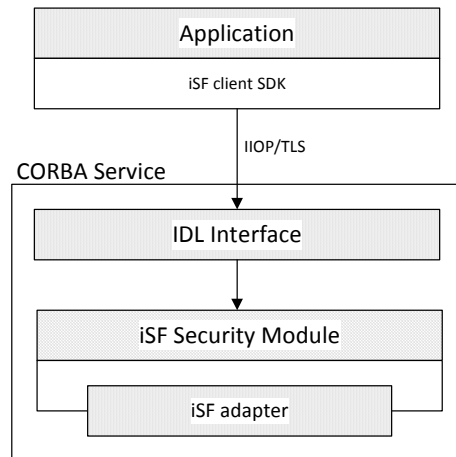 Application
iSF client SDK
IIOP/TLS
CORBA Service
IDL Interface
iSF Security Module
iSF adapter